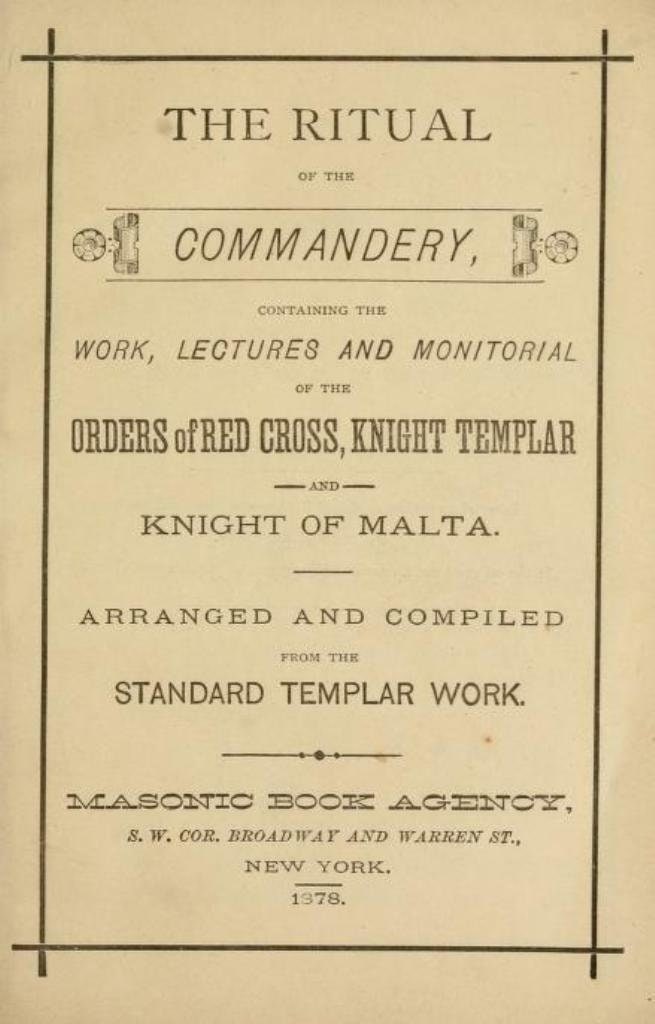 THE RITUAL
OF THE
COMMANDERY,
CONTAINING THE
WORK, LECTURES AND MONITORIAL
OF THE
ORDERS of RED CROSS, KNIGHT TEMPLAR
AND
KNIGHT OF MALTA.
ARRANGED AND COMPILED
FROM THE
STANDARD TEMPLAR WORK.
MASONIC BOOK AGENCY,
S. W. COR. BROADWAY AND WARREN ST.,
NEW YORK.
1878.